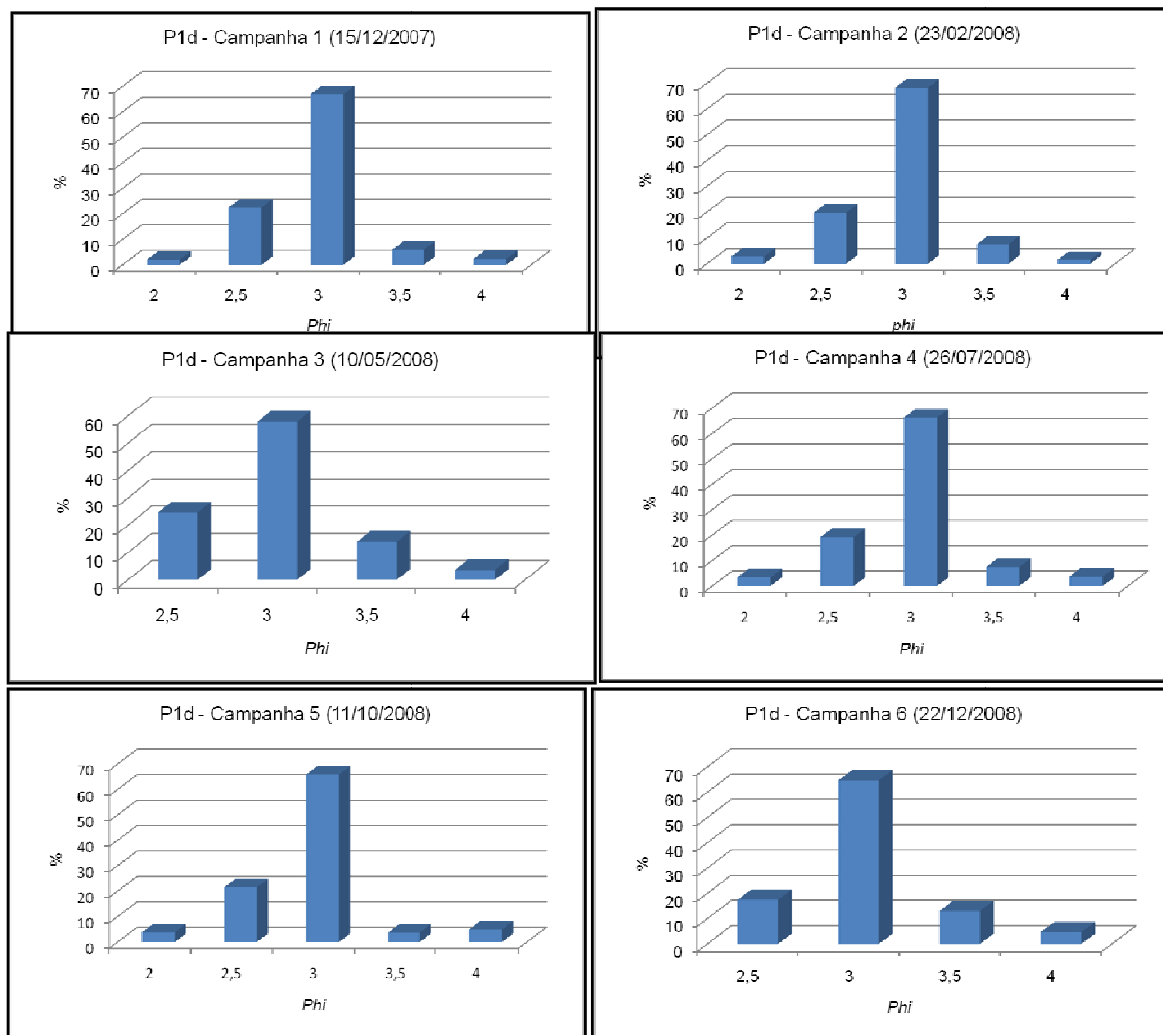 P1d - Campanha 1 (15/12/2007)
70
60
50
40
30
20
10
0
%
2 2,5 3 3,5 4
Phi
P1d - Campanha 2 (23/02/2008)
70
60
50
40
30
20
10
0
%
2 2,5 3 3,5 4
phi
P1d - Campanha 3 (10/05/2008)
60
50
40
30
20
10
0
%
2,5 3 3,5 4
Phi
P1d - Campanha 4 (26/07/2008)
70
60
50
40
30
20
10
0
%
2 2,5 3 3,5 4
Phi
P1d - Campanha 5 (11/10/2008)
70
60
50
40
30
20
10
0
%
2 2,5 3 3,5 4
Phi
P1d - Campanha 6 (22/12/2008)
70
60
50
40
30
20
10
0
%
2,5 3 3,5 4
Phi